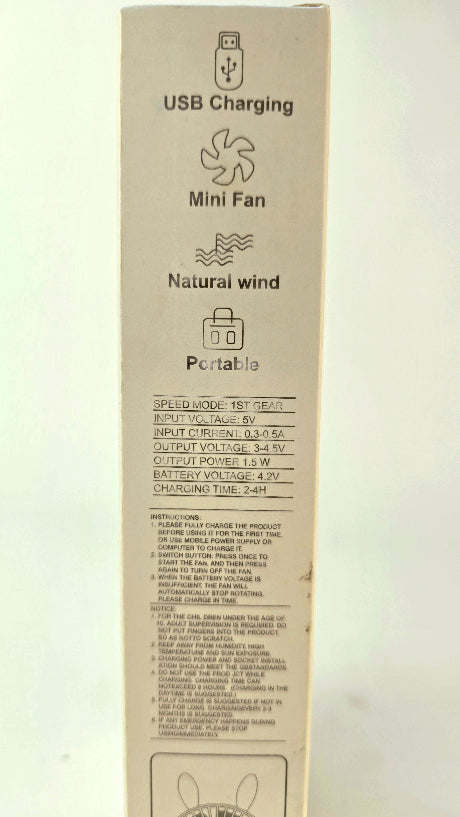 USB Charging
Mini Fan
Natural wind
Portable
SPEED MODE: 1ST GEAR
INPUT VOLTAGE: 5V
INPUT CURRENT: 0.3-0.5A
OUTPUT VOLTAGE: 3-4.5V
OUTPUT POWER 1.5 W
BATTERY VOLTAGE: 4.2V
CHARGING TIME: 2-4H
INSTRUCTIONS:
1. PLEASE FULLY CHARGE THE PRODUCT
BEFORE USING IT FOR THE FIRST TIME,
OR USE MOBILE POWER SUPPLY OR
COMPUTER TO CHARGE IT.
2. SWITCH BUTTON: PRESS ONCE TO
START THE FAN, AND THEN PRESS
AGAIN TO TURN OFF THE FAN.
3. WHEN THE BATTERY VOLTAGE IS
INSUFFICIENT, THE FAN WILL
AUTOMATICALLY STOP ROTATING,
PLEASE CHARGE IN TIME.
NOTICE:
1. FOR THE CHIL DREN UNDER THE AGE OF
10, ADULT SUPERVISION IS REQUIRED. DO
NOT PUT FINGERS INTO THE PRODUCT,
SO AS NOTTO SCRATCH.
2. KEEP AWAY FROM HUMIDITY, HIGH
TEMPERATURE AND SUN EXPOSURE.
3. CHARGING POWER AND SOCKET INSTALL
ATION SHOULD MEET THE GBSTANDARDS.
4. DO NOT USE THE PROD JCT WHILE
CHARGING. CHARGING TIME CAN
NOTEXCEED 8 HOURS. (CHARGING IN THE
DAYTIME IS SUGGESTED.)
5. FULLY CHARGE IS SUGGESTED IF NOT IN
USE FOR LONG. CHARGINGEVERY 2-3
MONTHS IS SUGGESTED.
6. IF ANY EMERGENCY HAPPENS DURING
PRODUCT USE, PLEASE STOP
USINGIMMEDIATELY.